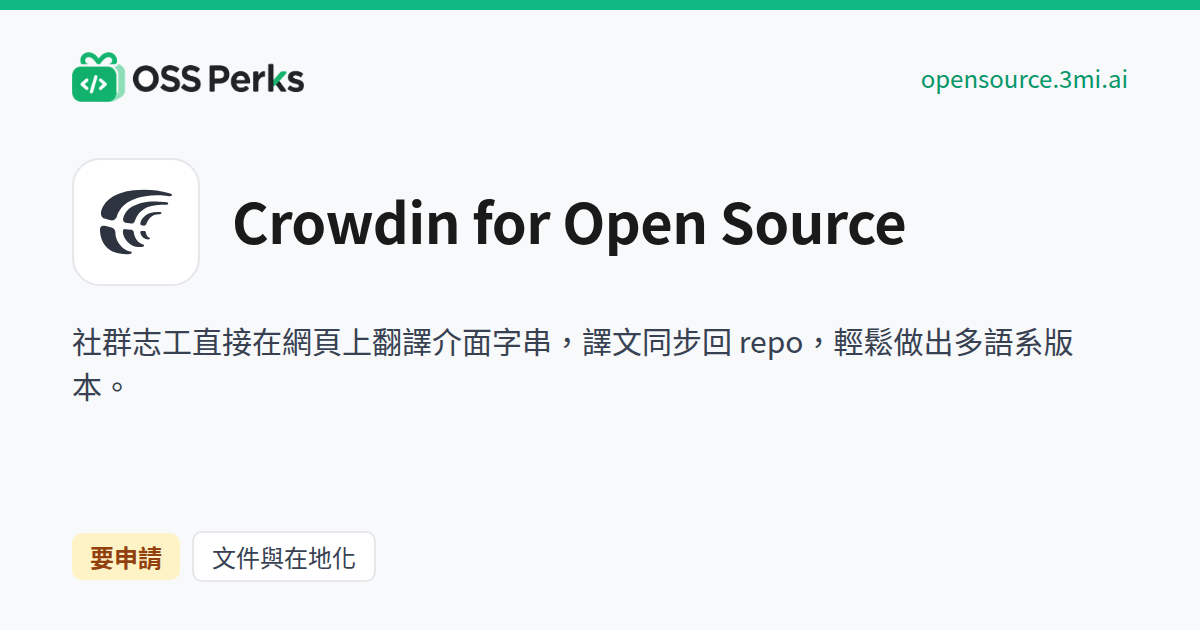 OSS Perks
opensource.3mi.ai
Crowdin for Open Source
社群志工直接在網頁上翻譯介面字串，譯文同步回 repo，輕鬆做出多語系版
本。
要申請
文件與在地化